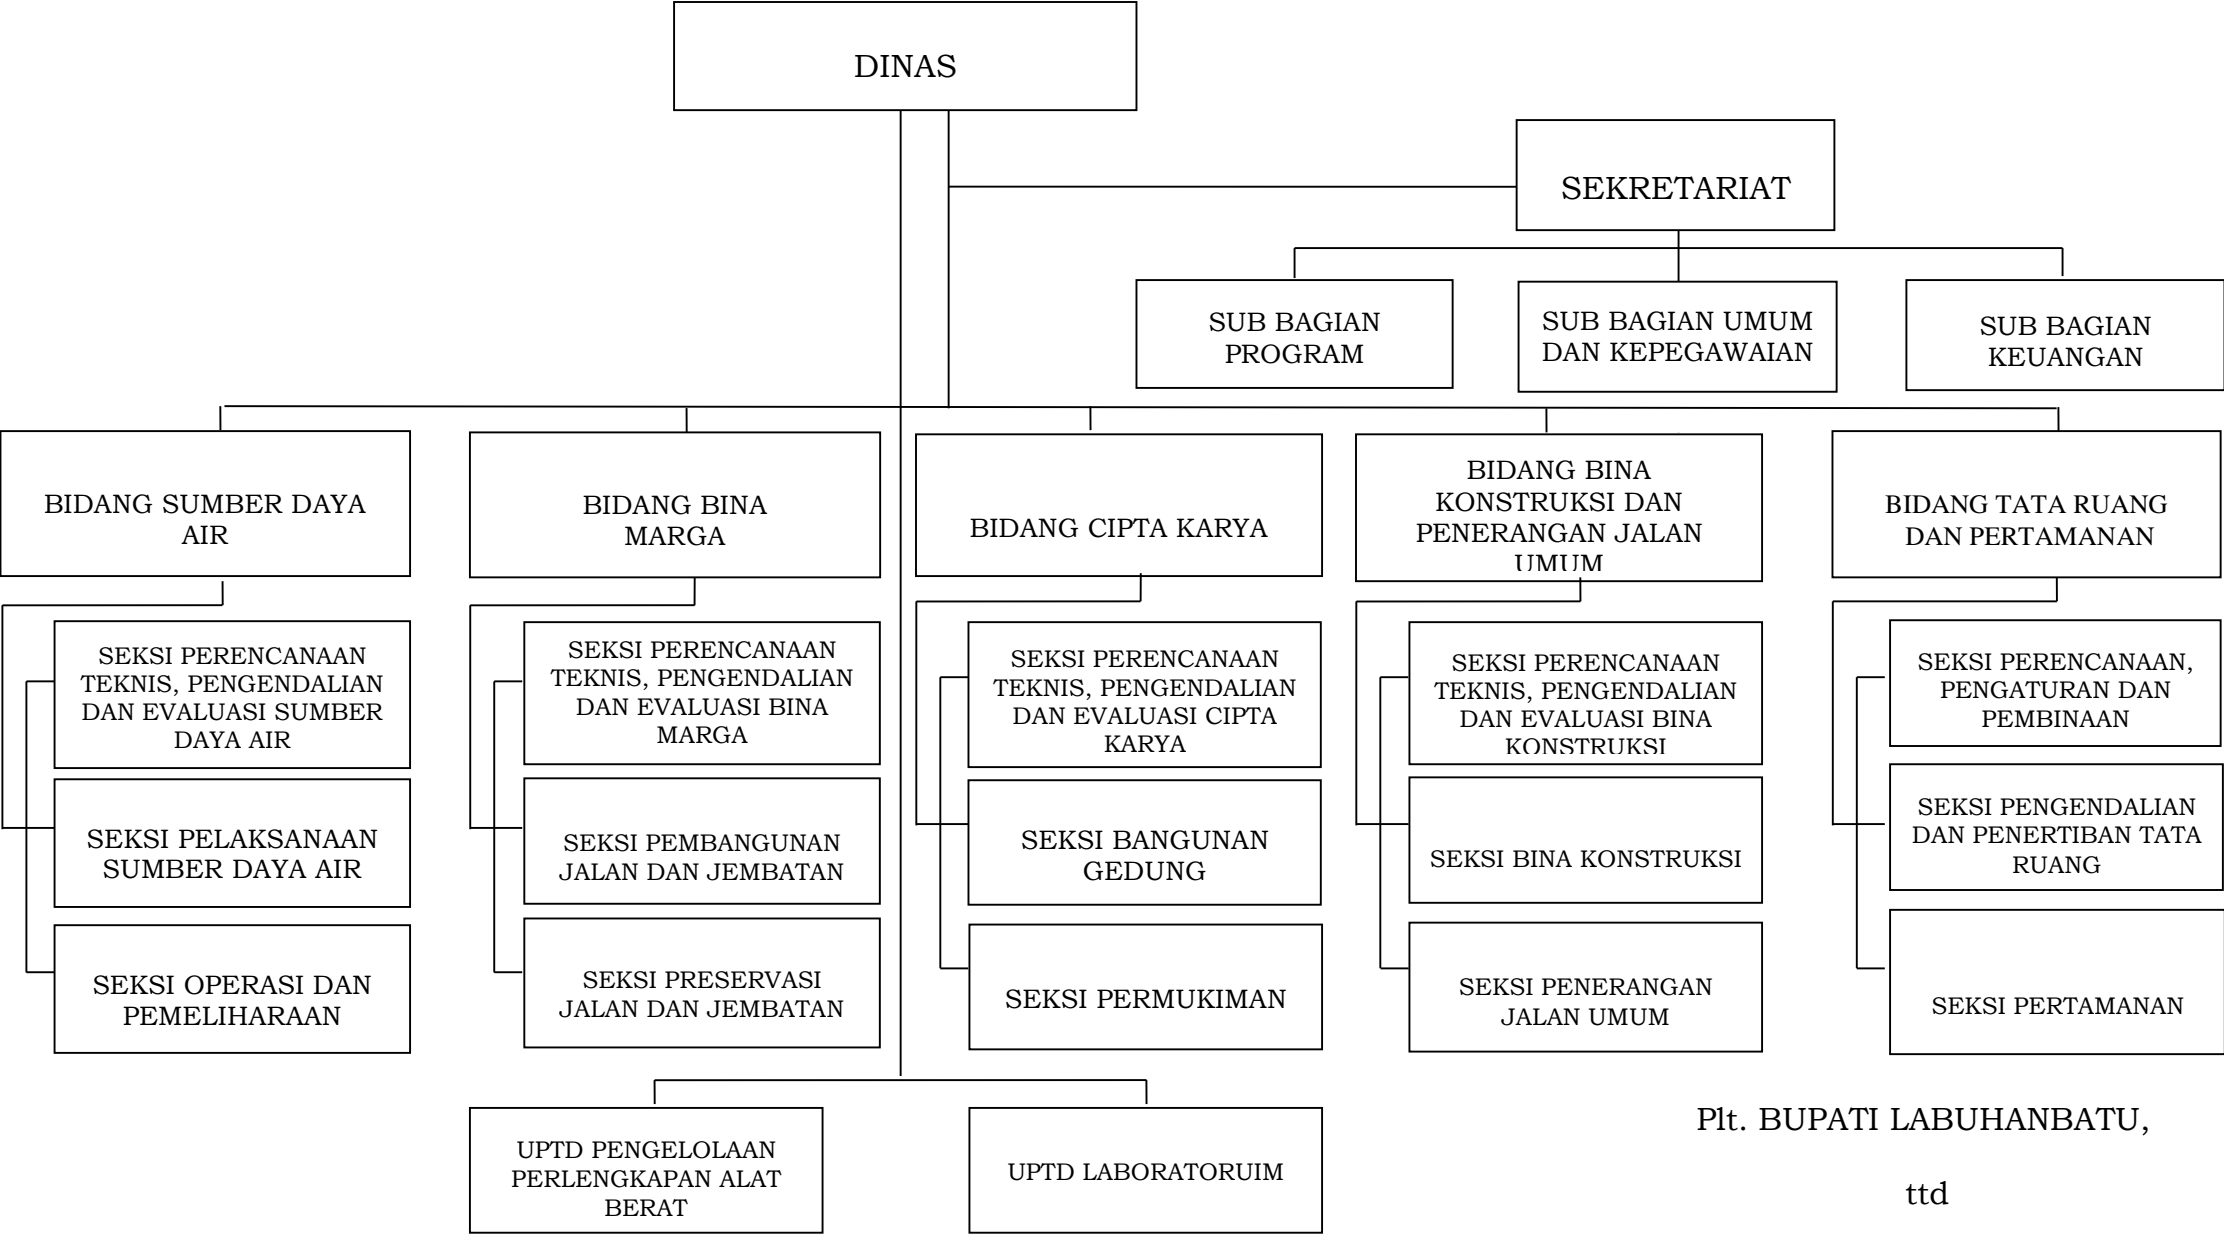 DINAS
SEKRETARIAT
SUB BAGIAN
PROGRAM
SUB BAGIAN UMUM
DAN KEPEGAWAIAN
SUB BAGIAN
KEUANGAN
BIDANG SUMBER DAYA
AIR
BIDANG BINA
MARGA
BIDANG CIPTA KARYA
BIDANG BINA
KONSTRUKSI DAN
PENERANGAN JALAN
UMUM
BIDANG TATA RUANG
DAN PERTAMANAN
SEKSI PERENCANAAN
TEKNIS, PENGENDALIAN
DAN EVALUASI SUMBER
DAYA AIR
SEKSI PERENCANAAN
TEKNIS, PENGENDALIAN
DAN EVALUASI BINA
MARGA
SEKSI PERENCANAAN
TEKNIS, PENGENDALIAN
DAN EVALUASI CIPTA
KARYA
SEKSI PERENCANAAN
TEKNIS, PENGENDALIAN
DAN EVALUASI BINA
KONSTRUKSI
SEKSI PERENCANAAN,
PENGATURAN DAN
PEMBINAAN
SEKSI PELAKSANAAN
SUMBER DAYA AIR
SEKSI PEMBANGUNAN
JALAN DAN JEMBATAN
SEKSI BANGUNAN
GEDUNG
SEKSI BINA KONSTRUKSI
SEKSI PENGENDALIAN
DAN PENERTIBAN TATA
RUANG
SEKSI OPERASI DAN
PEMELIHARAAN
SEKSI PRESERVASI
JALAN DAN JEMBATAN
SEKSI PERMUKIMAN
SEKSI PENERANGAN
JALAN UMUM
SEKSI PERTAMANAN
UPTD PENGELOLAAN
PERLENGKAPAN ALAT
BERAT
UPTD LABORATORUIM
Plt. BUPATI LABUHANBATU,
ttd